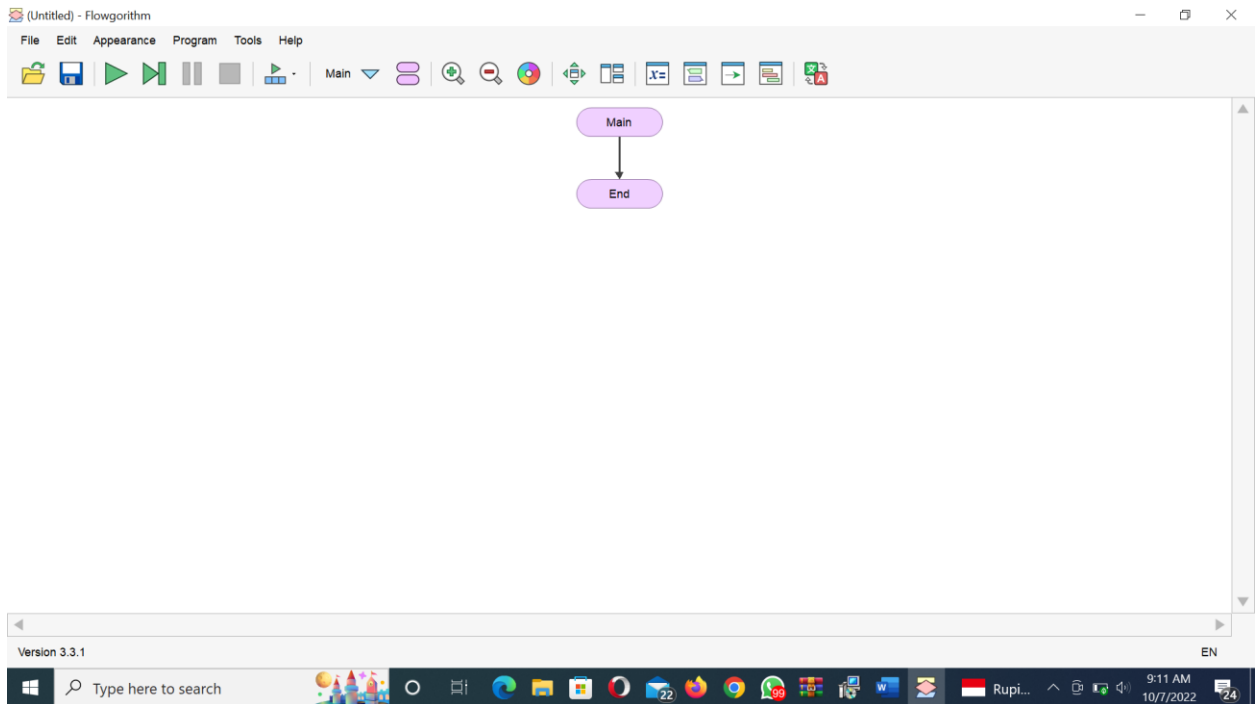 (Untitled) - Flowgorithm
File Edit Appearance Program Tools Help
Main
x=
Main
End
Version 3.3.1
EN
Type here to search
22
99
Rupi...
9:11 AM
10/7/2022
24